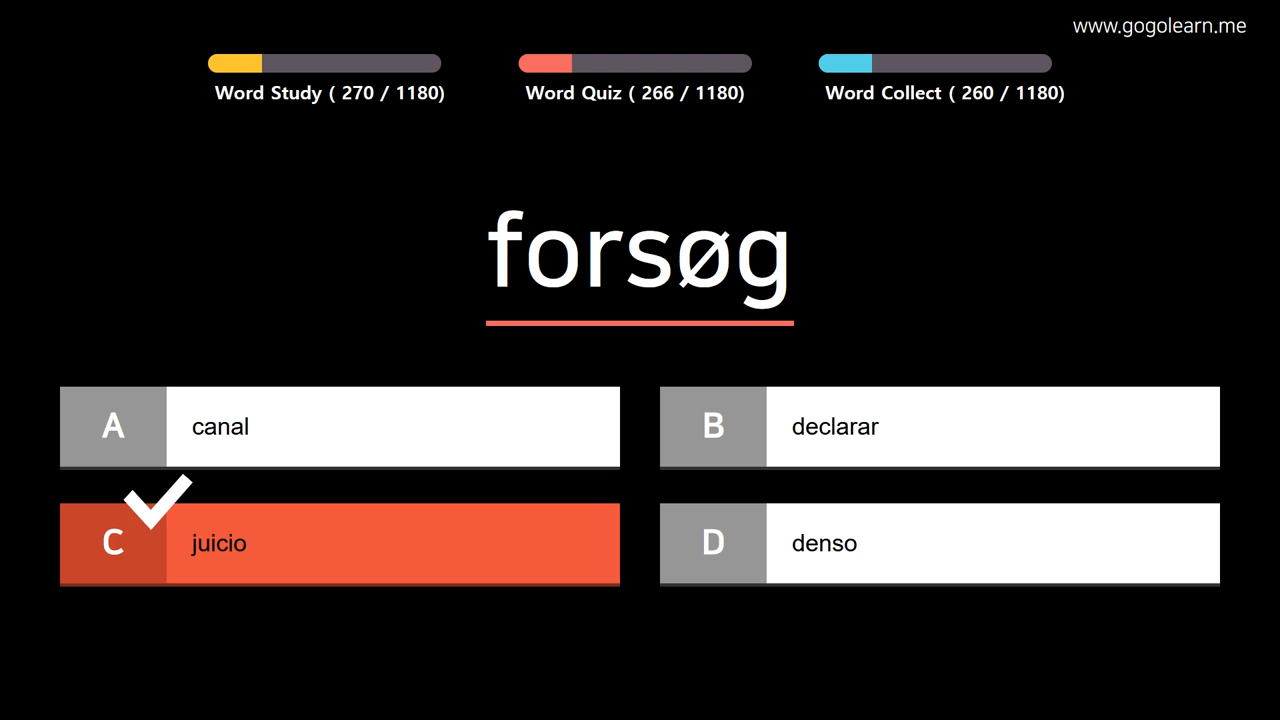 www.gogolearn.me
Word Study ( 270 / 1180)
Word Quiz ( 266 / 1180)
Word Collect ( 260 / 1180)
forsøg
A canal
B declarar
C juicio
D denso